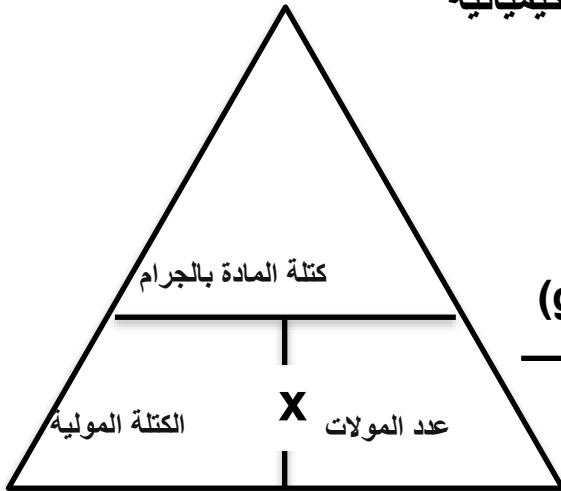 كتلة المادة بالجرام
(g
عدد المولات x الكتلة المولية